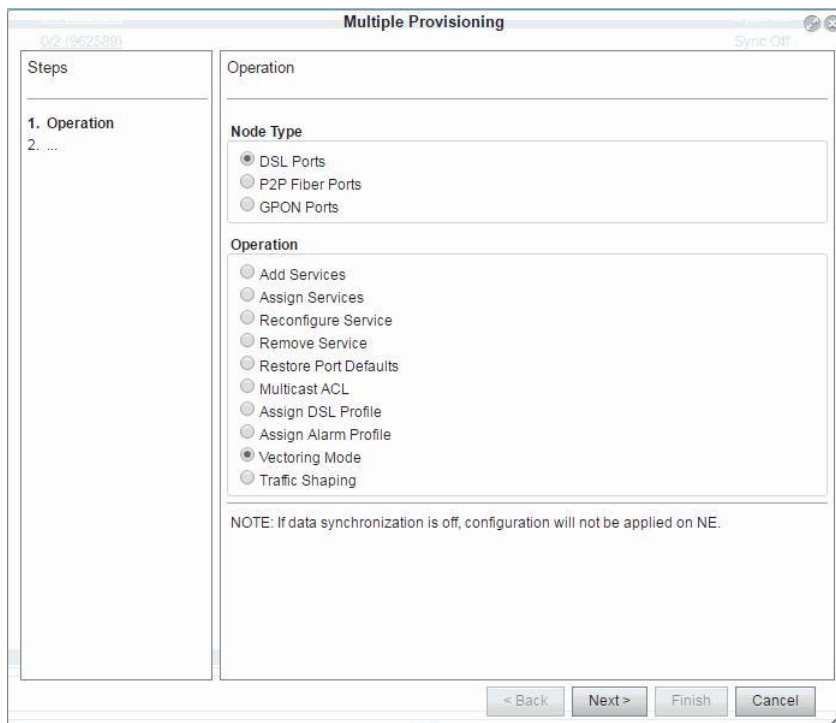 Multiple Provisioning
0/2 (962589)
Sync Off
Steps
1. Operation
2. ...
Operation
Node Type
DSL Ports
P2P Fiber Ports
GPON Ports
Operation
Add Services
Assign Services
Reconfigure Service
Remove Service
Restore Port Defaults
Multicast ACL
Assign DSL Profile
Assign Alarm Profile
Vectoring Mode
Traffic Shaping
NOTE: If data synchronization is off, configuration will not be applied on NE.
< Back
Next >
Finish
Cancel